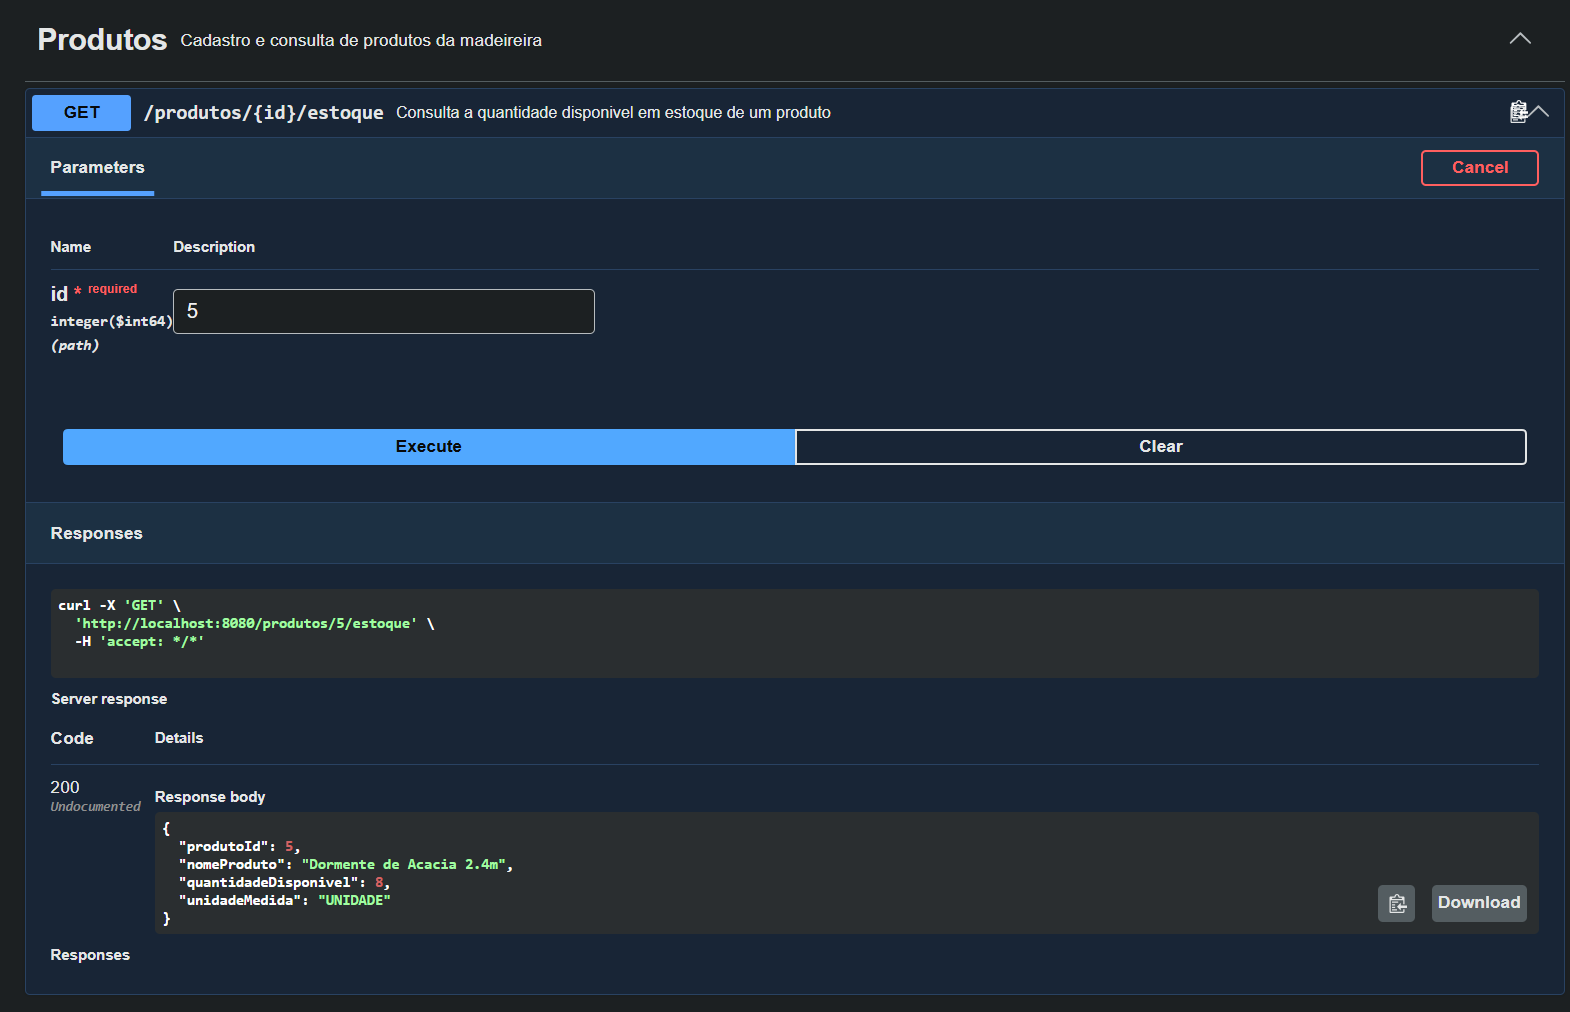 Produtos Cadastro e consulta de produtos da madeireira
GET /produtos/{id}/estoque Consulta a quantidade disponivel em estoque de um produto
Parameters Cancel
Name Description
id * required
integer($int64)
(path)
5
Execute Clear
Responses
curl -X 'GET' \
  'http://localhost:8080/produtos/5/estoque' \
  -H 'accept: */*'
Server response
Code Details
200
Undocumented
Response body
{
  "produtoId": 5,
  "nomeProduto": "Dormente de Acacia 2.4m",
  "quantidadeDisponivel": 8,
  "unidadeMedida": "UNIDADE"
}
Download
Responses